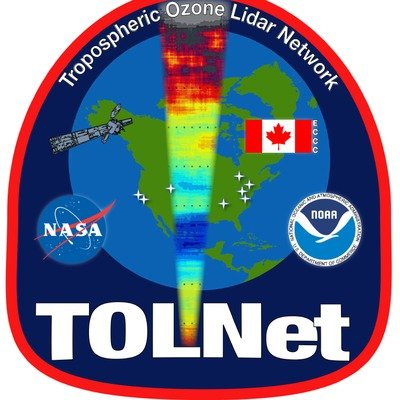 Tropospheric Ozone Lidar Network
ECCC
NASA
NATIONAL OCEANIC AND ATMOSPHERIC ADMINISTRATION
NOAA
U.S. DEPARTMENT OF COMMERCE
TOLNet